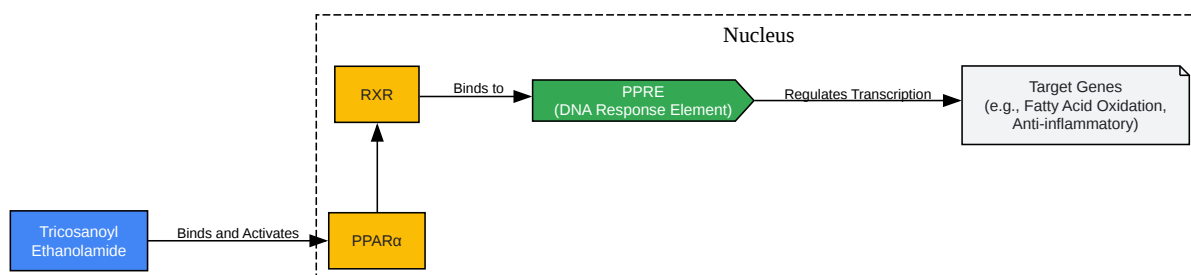 Nucleus
RXR
Binds to
PPRE
(DNA Response Element)
Regulates Transcription
Target Genes
(e.g., Fatty Acid Oxidation,
Anti-inflammatory)
Tricosanoyl
Ethanolamide
Binds and Activates
PPARα